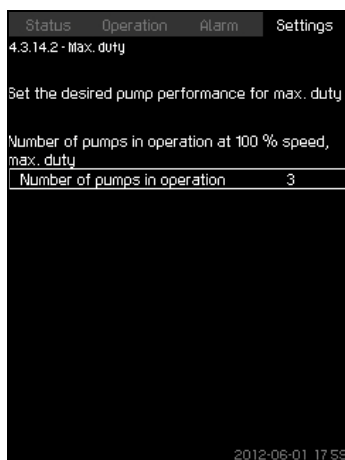 Status Operation Alarm Settings
4.3.14.2 - Max. duty
Set the desired pump performance for max. duty
Number of pumps in operation at 100 % speed,
max. duty
Number of pumps in operation 3
2012-06-01 17:59